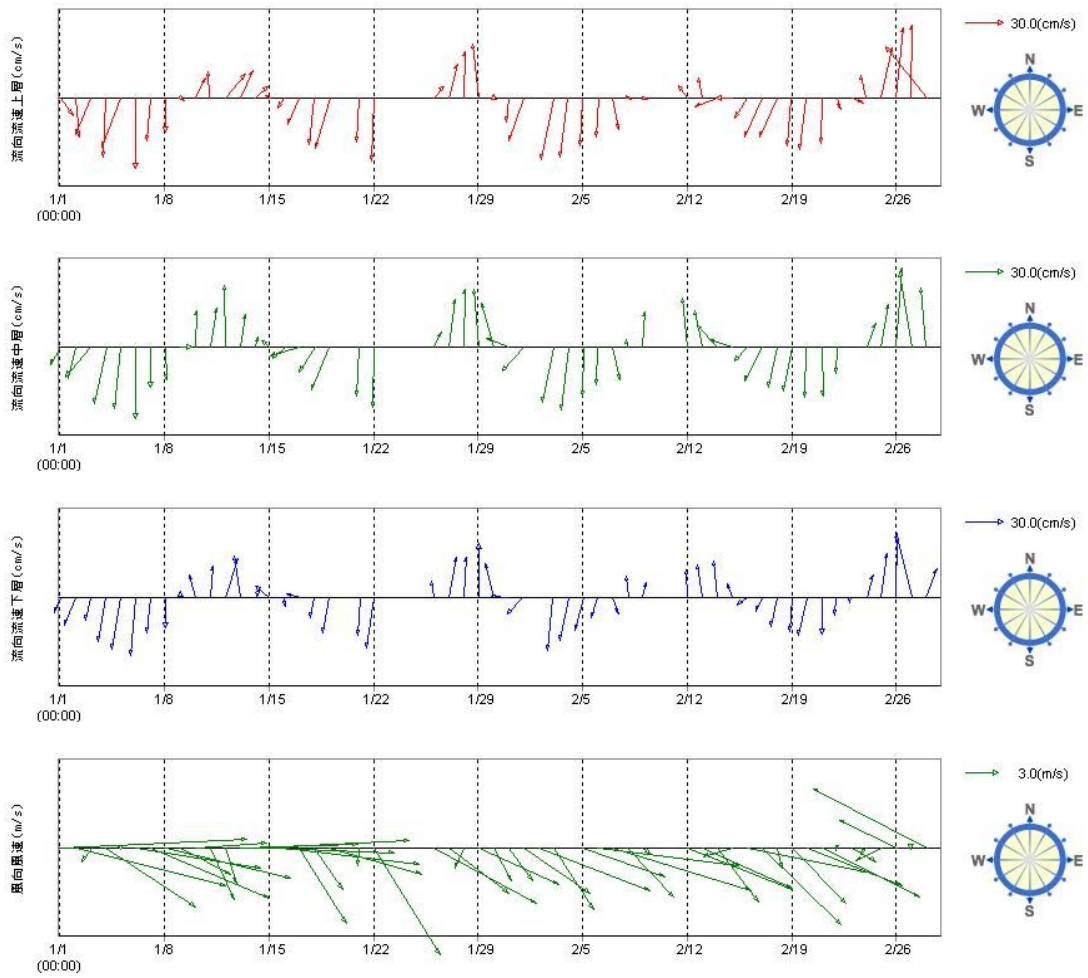 流向流速上層(cm/s)
30.0(cm/s)
N
W
E
S
1/1
1/8
1/15
1/22
1/29
2/5
2/12
2/19
2/26
(00:00)
流向流速中層(cm/s)
30.0(cm/s)
N
W
E
S
1/1
1/8
1/15
1/22
1/29
2/5
2/12
2/19
2/26
(00:00)
流向流速下層(cm/s)
30.0(cm/s)
N
W
E
S
1/1
1/8
1/15
1/22
1/29
2/5
2/12
2/19
2/26
(00:00)
風向風速(m/s)
3.0(m/s)
N
W
E
S
1/1
1/8
1/15
1/22
1/29
2/5
2/12
2/19
2/26
(00:00)